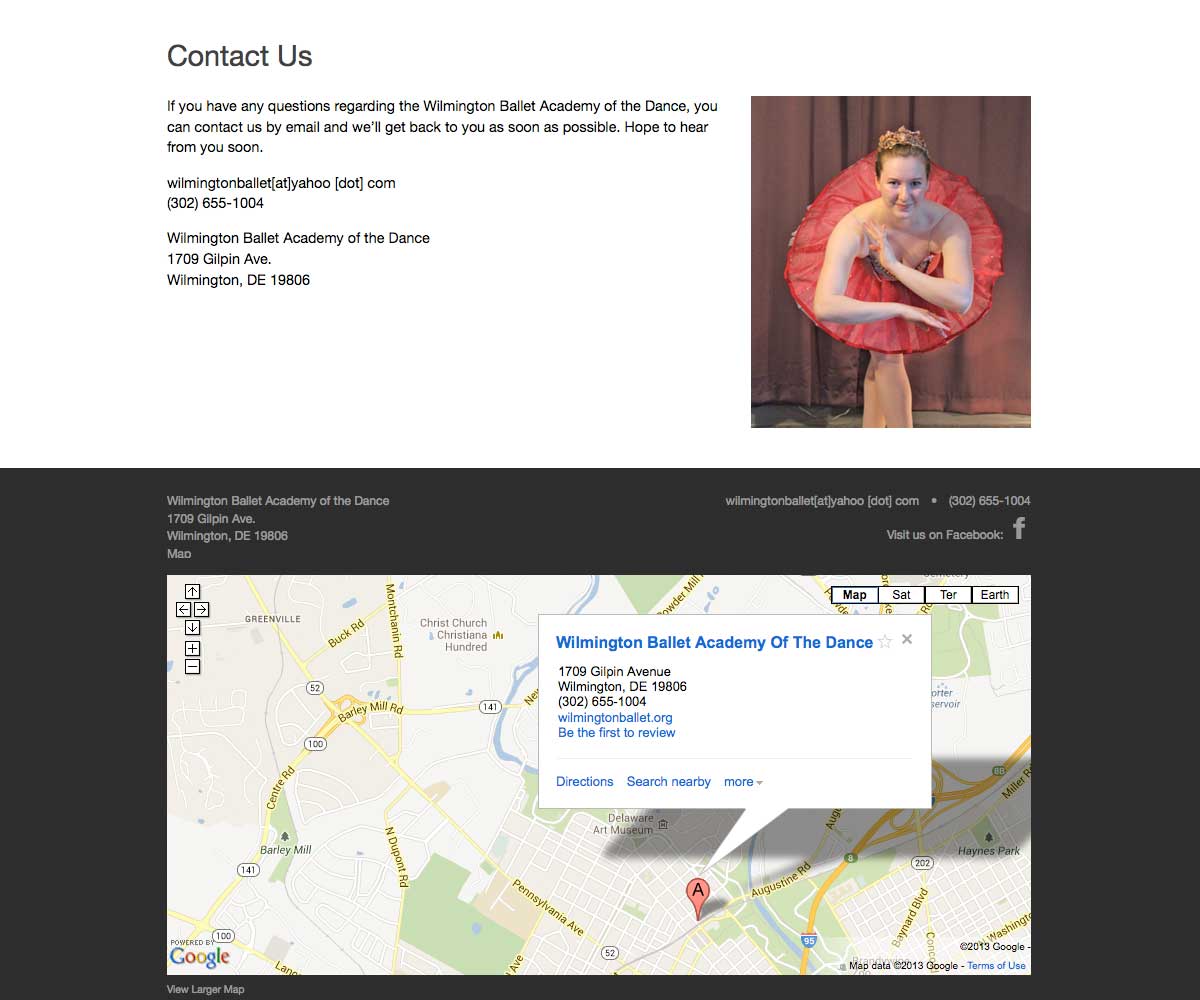 Contact Us
If you have any questions regarding the Wilmington Ballet Academy of the Dance, you
can contact us by email and we'll get back to you as soon as possible. Hope to hear
from you soon.
wilmingtonballet[at]yahoo [dot] com
(302) 655-1004
Wilmington Ballet Academy of the Dance
1709 Gilpin Ave.
Wilmington, DE 19806
Wilmington Ballet Academy of the Dance
1709 Gilpin Ave.
Wilmington, DE 19806
Map
wilmingtonballet[at]yahoo [dot] com • (302) 655-1004
Visit us on Facebook: f
Map Sat Ter Earth
GREENVILLE
Buck Rd
Montchanin Rd
Christ Church
Christiana
Hundred
52
Barley Mill Rd
141
100
Centre Rd
Barley Mill
141
N Dupont Rd
Pennsylvania Ave
Wilmington Ballet Academy Of The Dance
1709 Gilpin Avenue
Wilmington, DE 19806
(302) 655-1004
wilmingtonballet.org
Be the first to review
Directions Search nearby more
Delaware
Art Museum
A
Augustine Rd
8
202
Haynes Park
8B
Miller R
Baynard Blvd
Washington
Concord
95
52
100
POWERED BY
Google
©2013 Google -
Map data ©2013 Google - Terms of Use
View Larger Map